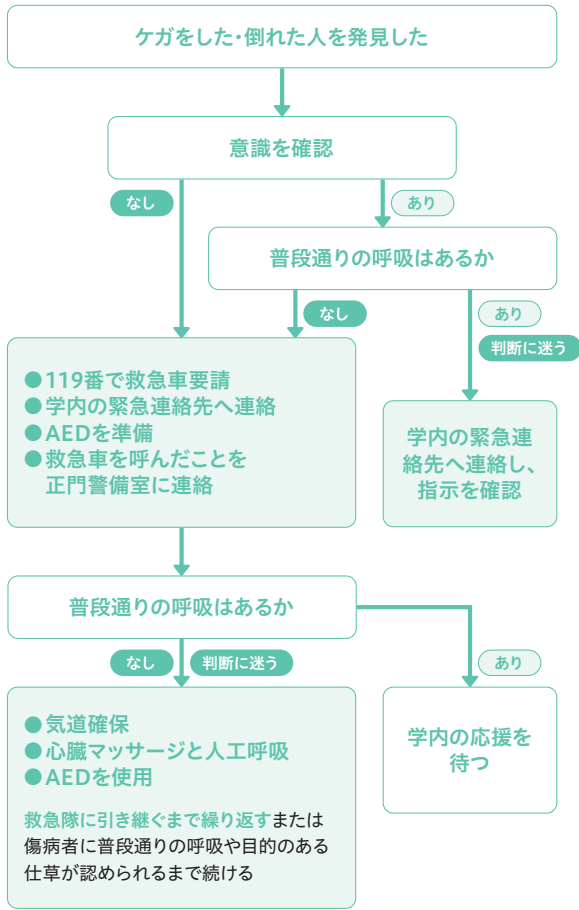 ケガをした・倒れた人を発見した
意識を確認
なし
あり
普段通りの呼吸はあるか
なし
あり
判断に迷う
●119番で救急車要請
●学内の緊急連絡先へ連絡
●AEDを準備
●救急車を呼んだことを
正門警備室に連絡
学内の緊急連
絡先へ連絡し、
指示を確認
普段通りの呼吸はあるか
なし
判断に迷う
あり
●気道確保
●心臓マッサージと人工呼吸
●AEDを使用
救急隊に引き継ぐまで繰り返すまたは
傷病者に普段通りの呼吸や目的のある
仕草が認められるまで続ける
学内の応援を
待つ